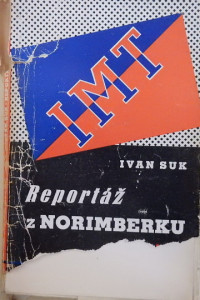 IMT
IVAN SUK
Reportáž
z NORIMBERKU